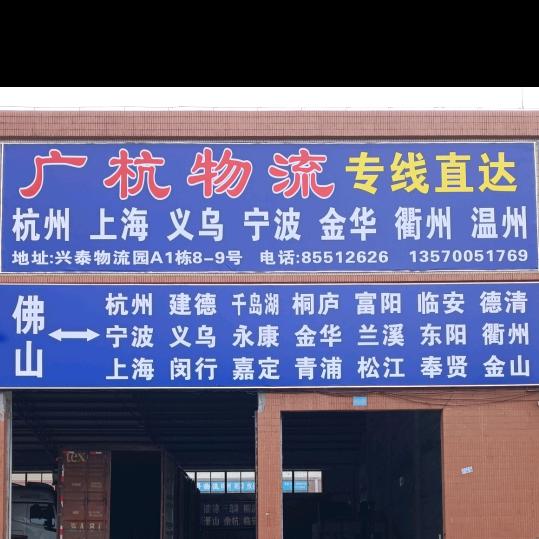 广杭物流 专线直达
杭州 上海 义乌 宁波 金华 衢州 温州
地址:兴泰物流园A1栋8-9号 电话:85512626 13570051769
佛山
杭州 建德 千岛湖 桐庐 富阳 临安 德清
宁波 义乌 永康 金华 兰溪 东阳 衢州
上海 闵行 嘉定 青浦 松江 奉贤 金山
tex